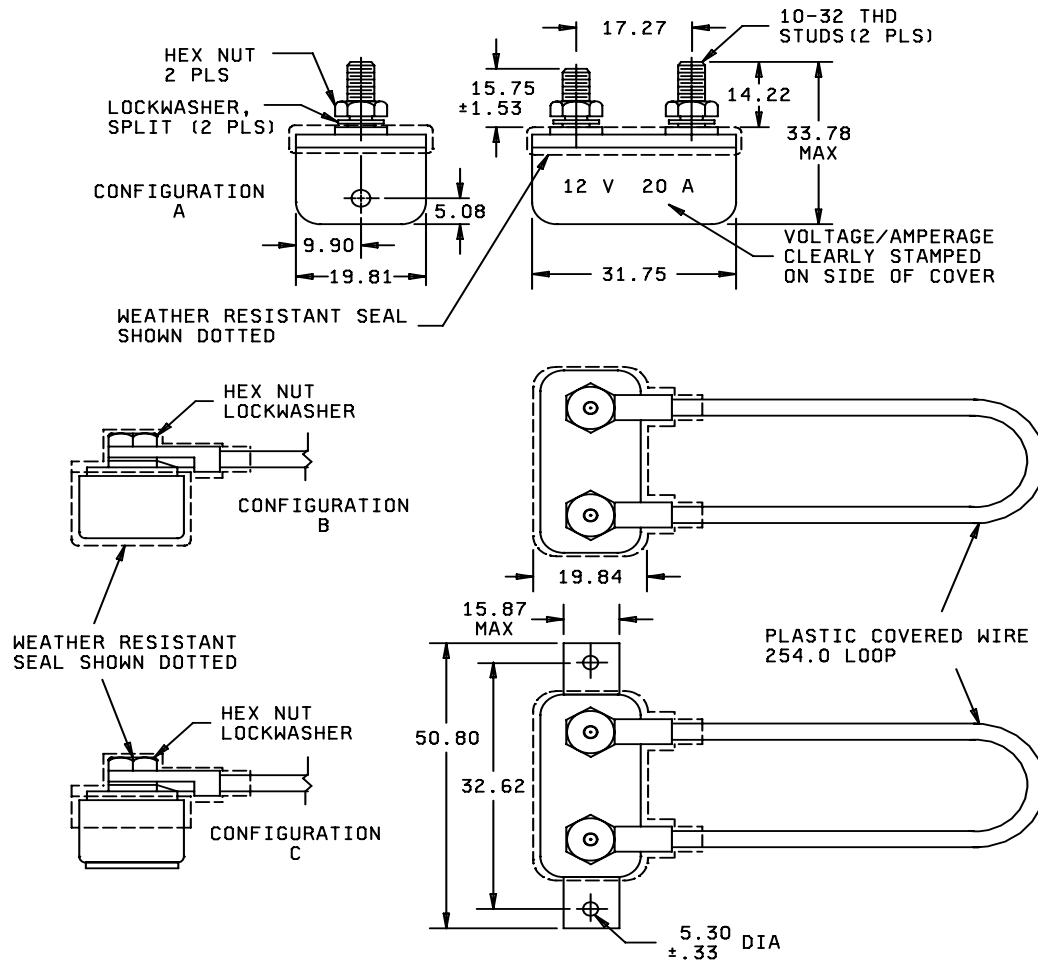 17.27
10-32 THD
STUDS(2 PLS)
HEX NUT
2 PLS
15.75
±1.53
14.22
LOCKWASHER,
SPLIT (2 PLS)
33.78
MAX
CONFIGURATION
A
12 V 20 A
5.08
9.90
19.81
31.75
VOLTAGE/AMPERAGE
CLEARLY STAMPED
ON SIDE OF COVER
WEATHER RESISTANT SEAL
SHOWN DOTTED
HEX NUT
LOCKWASHER
CONFIGURATION
B
19.84
15.87
MAX
WEATHER RESISTANT
SEAL SHOWN DOTTED
PLASTIC COVERED WIRE
254.0 LOOP
HEX NUT
LOCKWASHER
50.80
32.62
CONFIGURATION
C
5.30
±.33 DIA